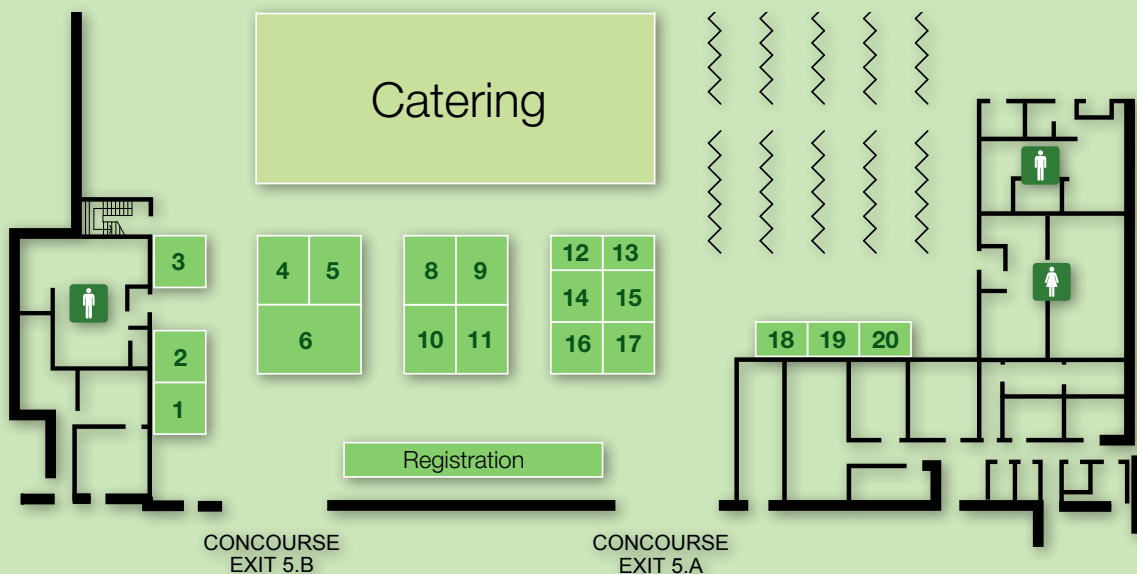 Catering
3
4 5
8 9
12 13
14 15
6
10 11
16 17
2
1
18 19 20
Registration
CONCOURSE
EXIT 5.B
CONCOURSE
EXIT 5.A